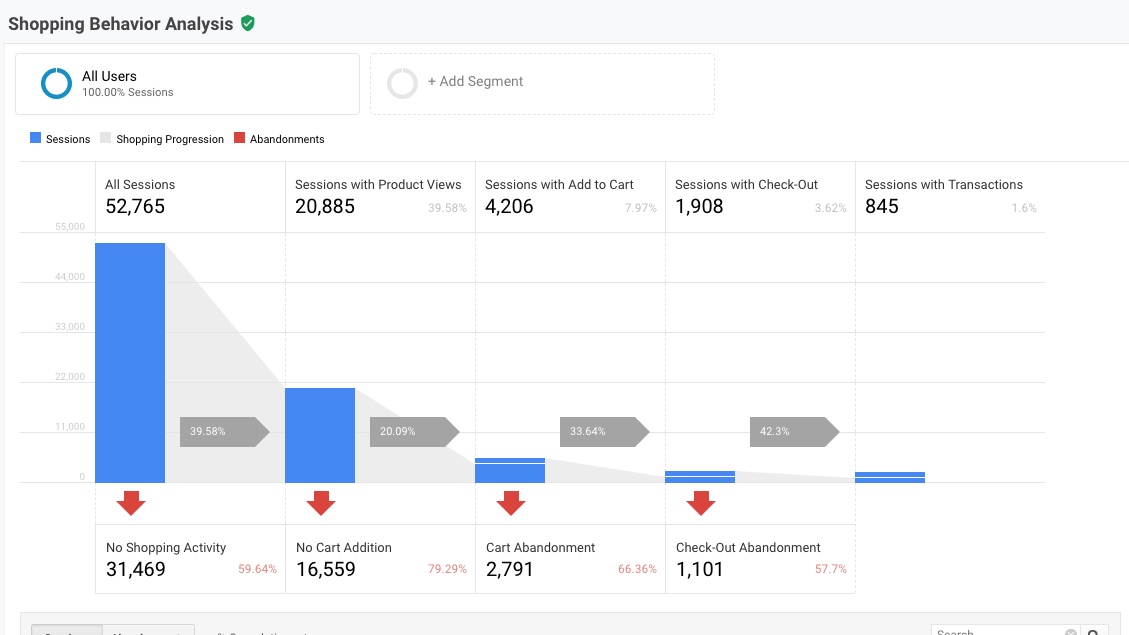 Shopping Behavior Analysis
All Users
100.00% Sessions
+ Add Segment
Sessions Shopping Progression Abandonments
All Sessions
52,765
Sessions with Product Views
20,885 39.58%
Sessions with Add to Cart
4,206 7.97%
Sessions with Check-Out
1,908 3.62%
Sessions with Transactions
845 1.6%
55,000
44,000
33,000
22,000
11,000
0
39.58%
20.09%
33.64%
42.3%
No Shopping Activity
31,469 59.64%
No Cart Addition
16,559 79.29%
Cart Abandonment
2,791 66.36%
Check-Out Abandonment
1,101 57.7%
Search